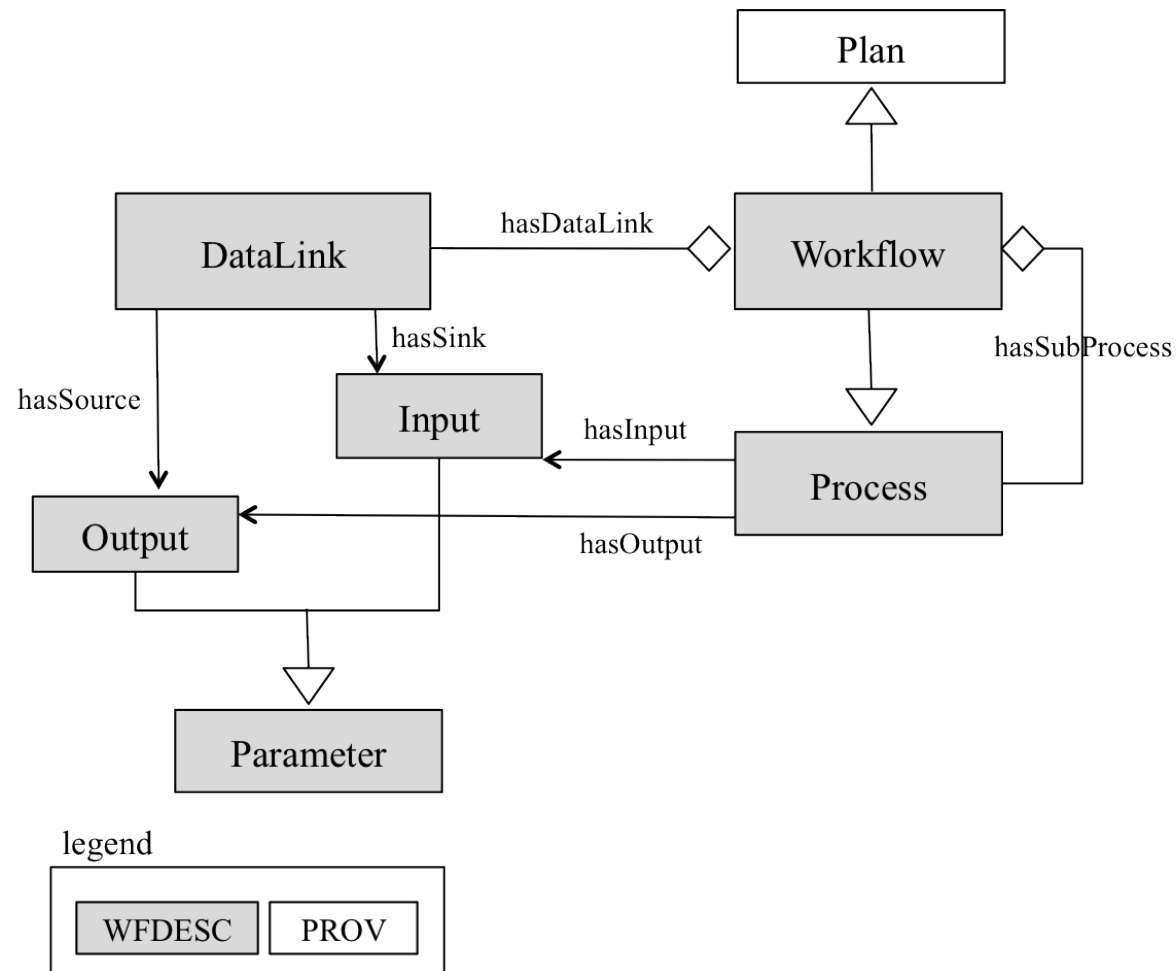 Plan
hasDataLink
DataLink
Workflow
hasSink
hasSubProcess
hasSource
Input
hasInput
Process
Output
hasOutput
Parameter
legend
WFDESC
PROV